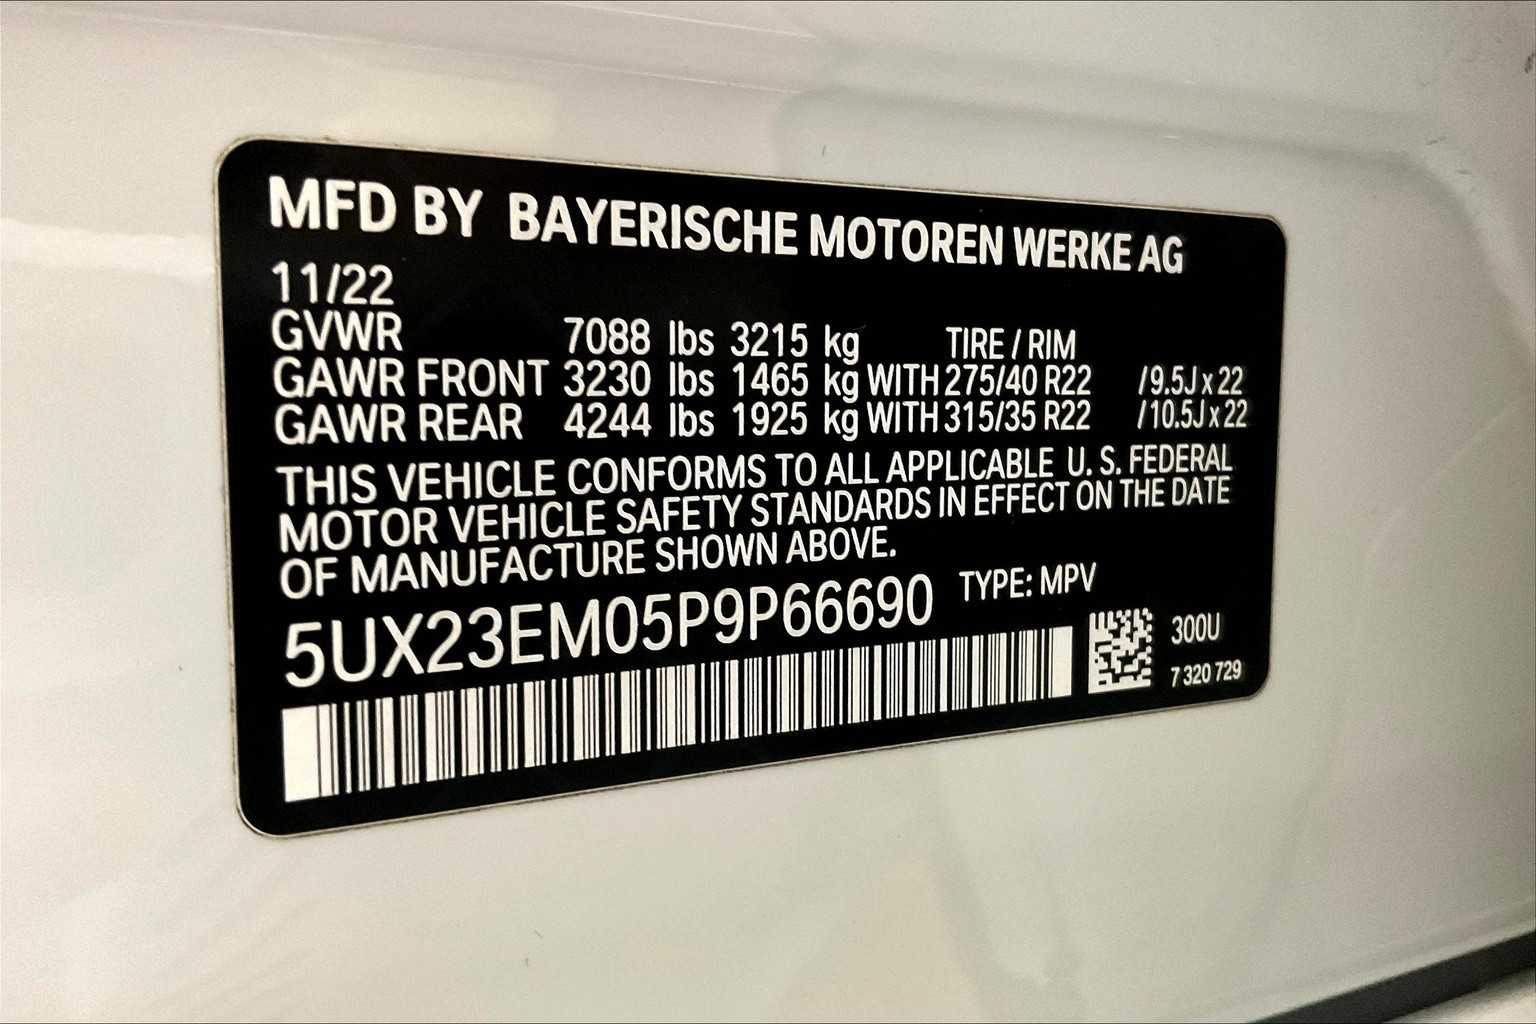 MFD BY BAYERISCHE MOTOREN WERKE AG
11/22
GVWR 7088 lbs 3215 kg TIRE / RIM
GAWR FRONT 3230 lbs 1465 kg WITH 275/40 R22 /9.5J x 22
GAWR REAR 4244 lbs 1925 kg WITH 315/35 R22 /10.5J x 22
THIS VEHICLE CONFORMS TO ALL APPLICABLE U. S. FEDERAL
MOTOR VEHICLE SAFETY STANDARDS IN EFFECT ON THE DATE
OF MANUFACTURE SHOWN ABOVE.
5UX23EM05P9P66690 TYPE: MPV
300U
7 320 729